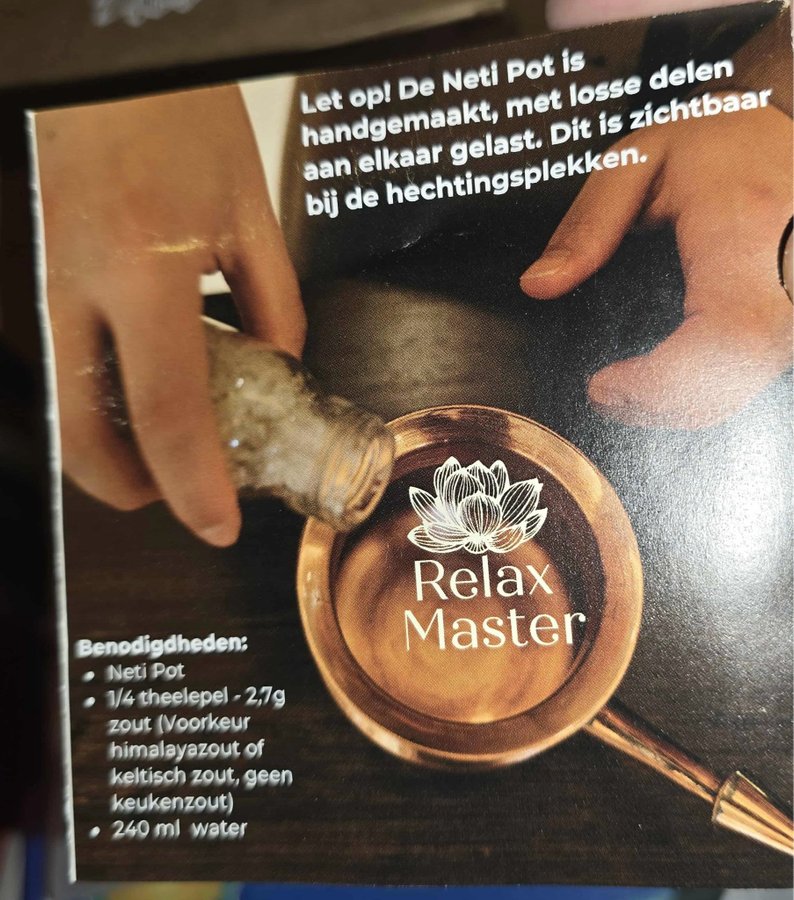 Let op! De Neti Pot is
handgemaakt, met losse delen
aan elkaar gelast. Dit is zichtbaar
bij de hechtingsplekken.
Relax
Master
Benodigdheden:
• Neti Pot
• 1/4 theelepel - 2,7g
zout (Voorkeur
himalayazout of
keltisch zout, geen
keukenzout)
• 240 ml water